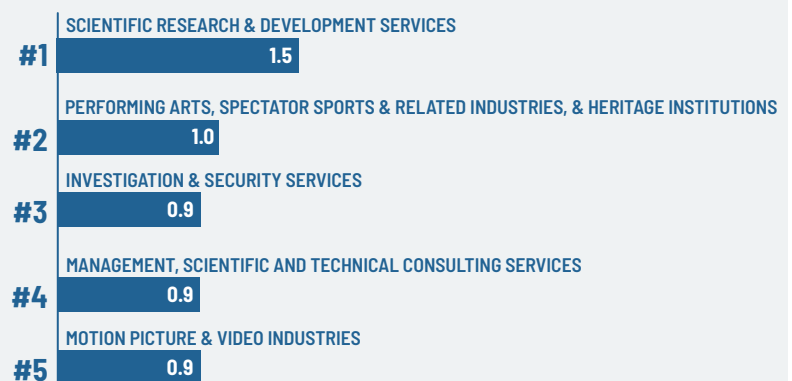 SCIENTIFIC RESEARCH & DEVELOPMENT SERVICES
#1 1.5
PERFORMING ARTS, SPECTATOR SPORTS & RELATED INDUSTRIES, & HERITAGE INSTITUTIONS
#2 1.0
INVESTIGATION & SECURITY SERVICES
#3 0.9
MANAGEMENT, SCIENTIFIC AND TECHNICAL CONSULTING SERVICES
#4 0.9
MOTION PICTURE & VIDEO INDUSTRIES
#5 0.9